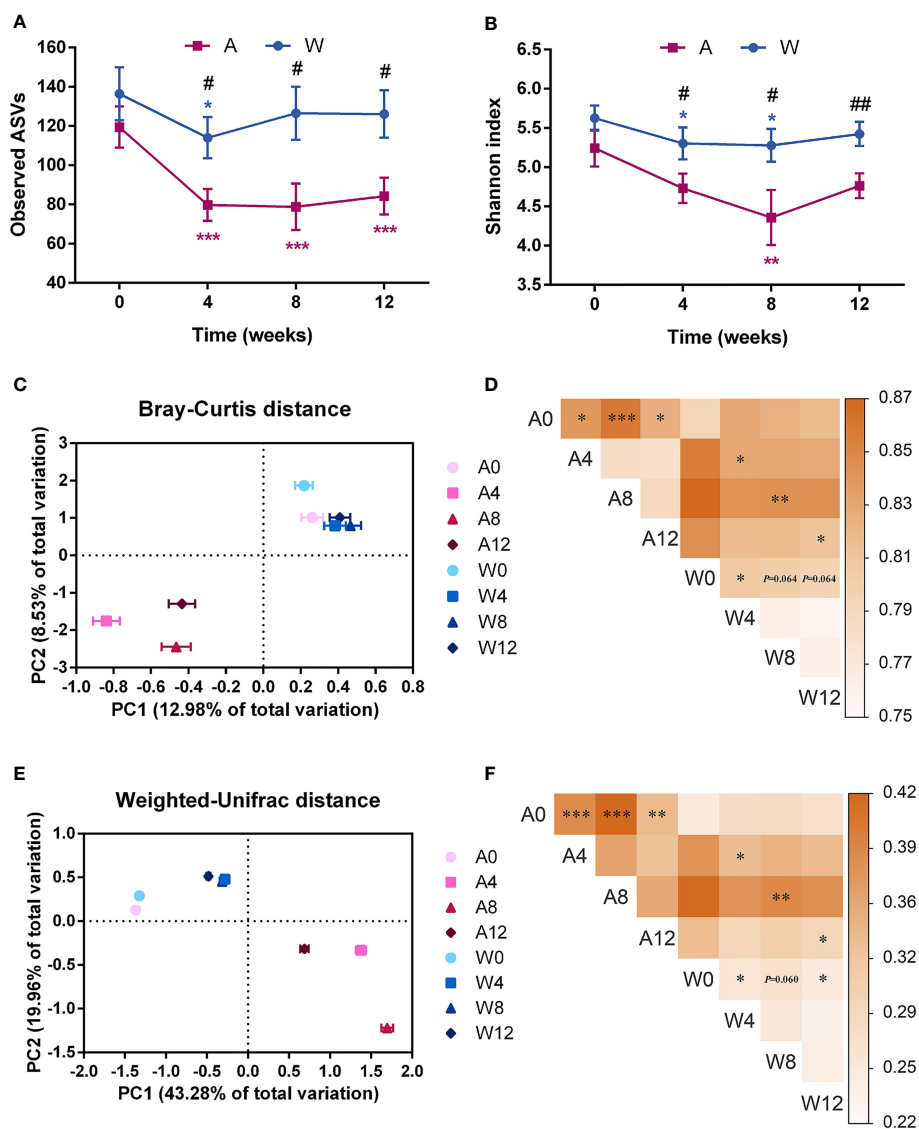 A
A W
160
140
120
100
80
60
40
Observed ASVs
# # #
*
*** *** ***
0 4 8 12
Time (weeks)
B
A W
6.5
6.0
5.5
5.0
4.5
4.0
3.5
Shannon index
# # ##
* *
**
0 4 8 12
Time (weeks)
C
Bray-Curtis distance
3
2
1
0
-1
-2
-3
PC2 (8.53% of total variation)
-1.0 -0.8 -0.6 -0.4 -0.2 0.0 0.2 0.4 0.6 0.8
PC1 (12.98% of total variation)
A0
A4
A8
A12
W0
W4
W8
W12
D
A0 * *** *
A4 *
A8 **
A12 *
W0 * P=0.064 P=0.064
W4
W8
W12
0.87
0.85
0.83
0.81
0.79
0.77
0.75
E
Weighted-Unifrac distance
1.0
0.5
0.0
-0.5
-1.0
-1.5
PC2 (19.96% of total variation)
-2.0 -1.5 -1.0 -0.5 0.0 0.5 1.0 1.5 2.0
PC1 (43.28% of total variation)
A0
A4
A8
A12
W0
W4
W8
W12
F
A0 *** *** **
A4 *
A8 **
A12 *
W0 * P=0.060 *
W4
W8
W12
0.42
0.39
0.36
0.32
0.29
0.25
0.22